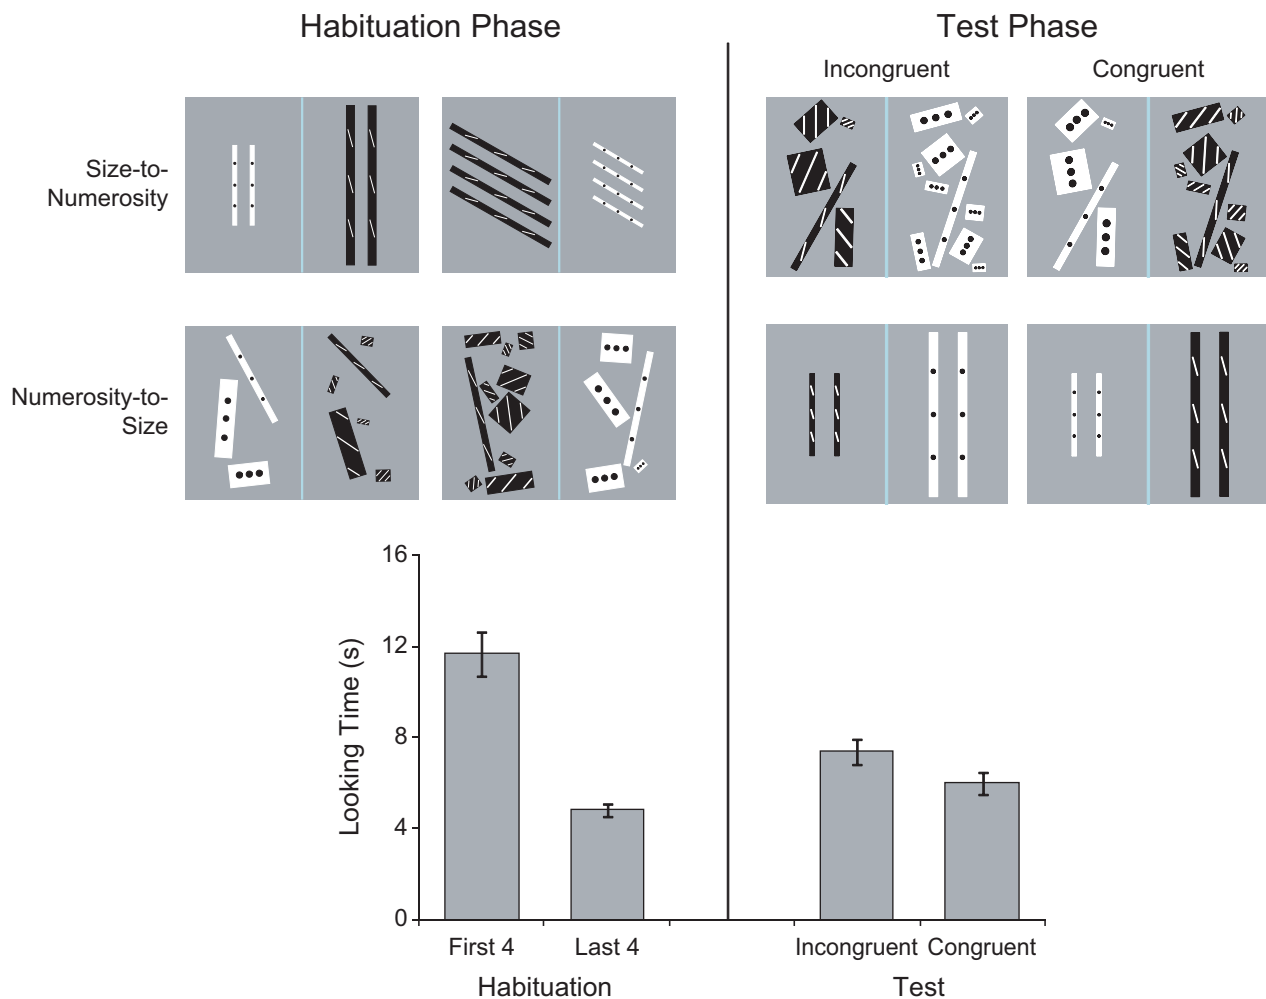 Habituation Phase
Test Phase
Incongruent
Congruent
Size-to-
Numerosity
Numerosity-to-
Size
16
12
8
4
0
Looking Time (s)
First 4
Last 4
Incongruent
Congruent
Habituation
Test